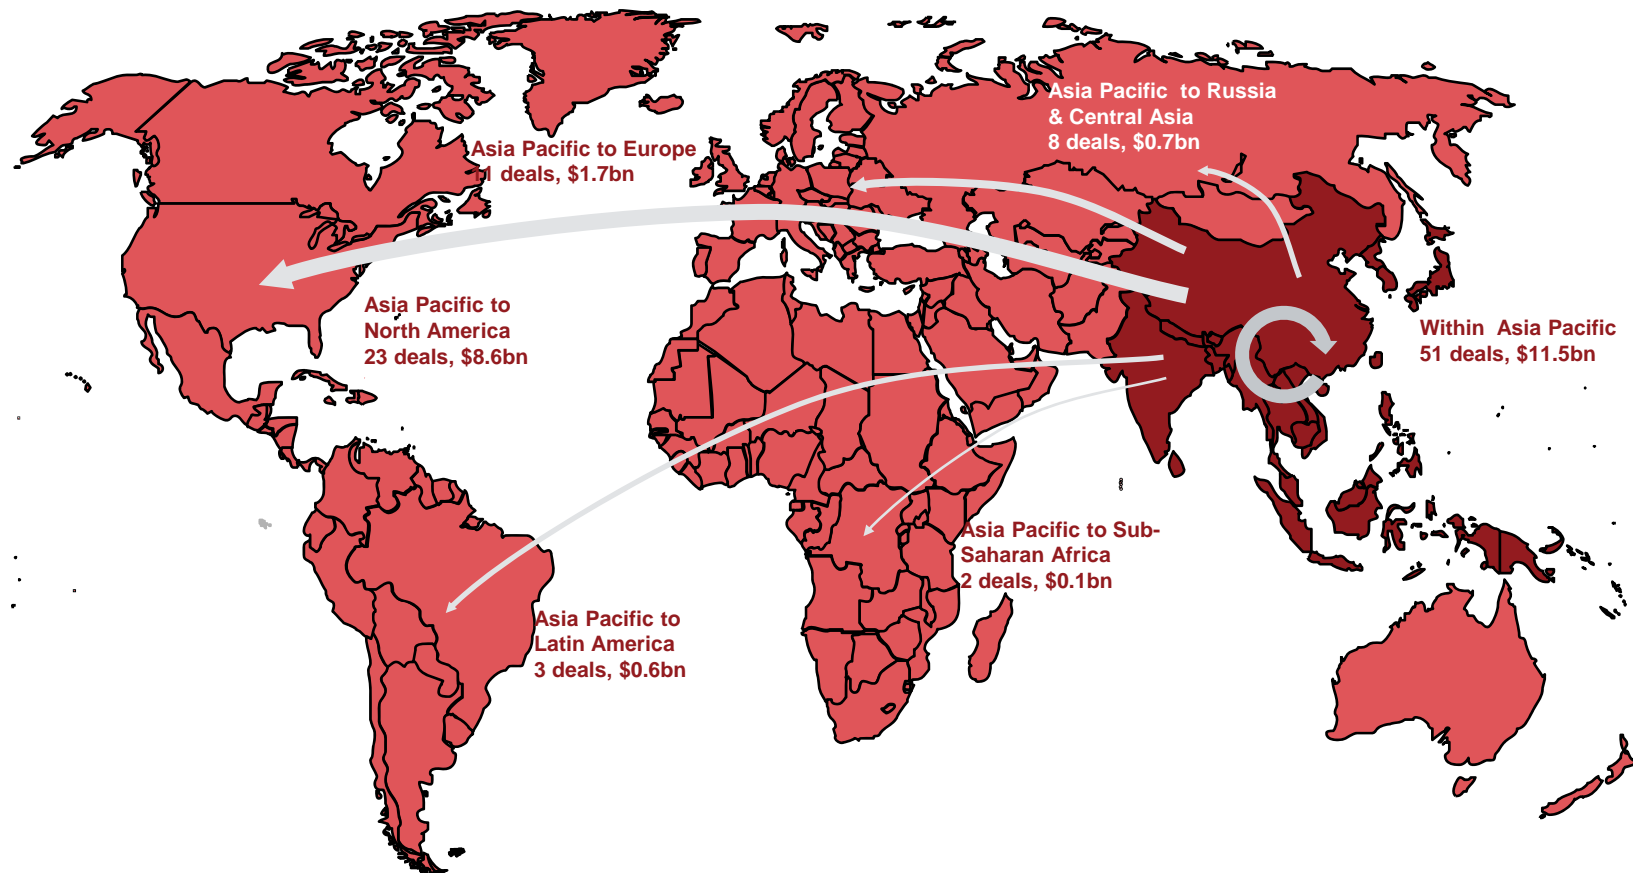 Asia Pacific to Russia
& Central Asia
8 deals, $0.7bn
Asia Pacific to Europe
deals, $1.7bn
Asia Pacific to
North America
23 deals, $8.6bn
Within Asia Pacific
51 deals, $11.5bn
Asia Pacific to Sub-
Saharan Africa
2 deals, $0.1bn
Asia Pacific to
Latin America
3 deals, $0.6bn